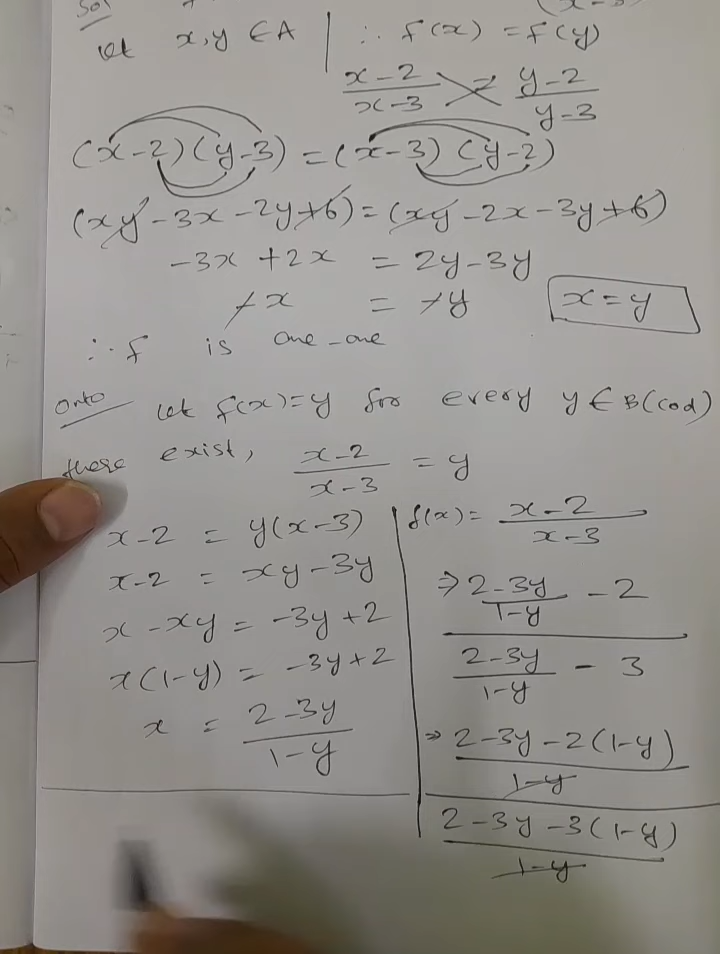 Sol
let x, y ∈ A | ∴ f(x) = f(y)
x-2/x-3 = y-2/y-3
(x-2)(y-3) = (x-3)(y-2)
(xy-3x-2y+6) = (xy-2x-3y+6)
-3x+2x = 2y-3y
-x = -y x=y
∴ f is one-one
Onto let f(x)=y for every y ∈ B(cod)
there exist, x-2/x-3 = y
x-2 = y(x-3)
x-2 = xy-3y
x-xy = -3y+2
x(1-y) = -3y+2
x = 2-3y/1-y
f(x) = x-2/x-3
⇒ 2-3y/1-y - 2
2-3y/1-y - 3
⇒ 2-3y-2(1-y)
1-y
2-3y-3(1-y)
1-y